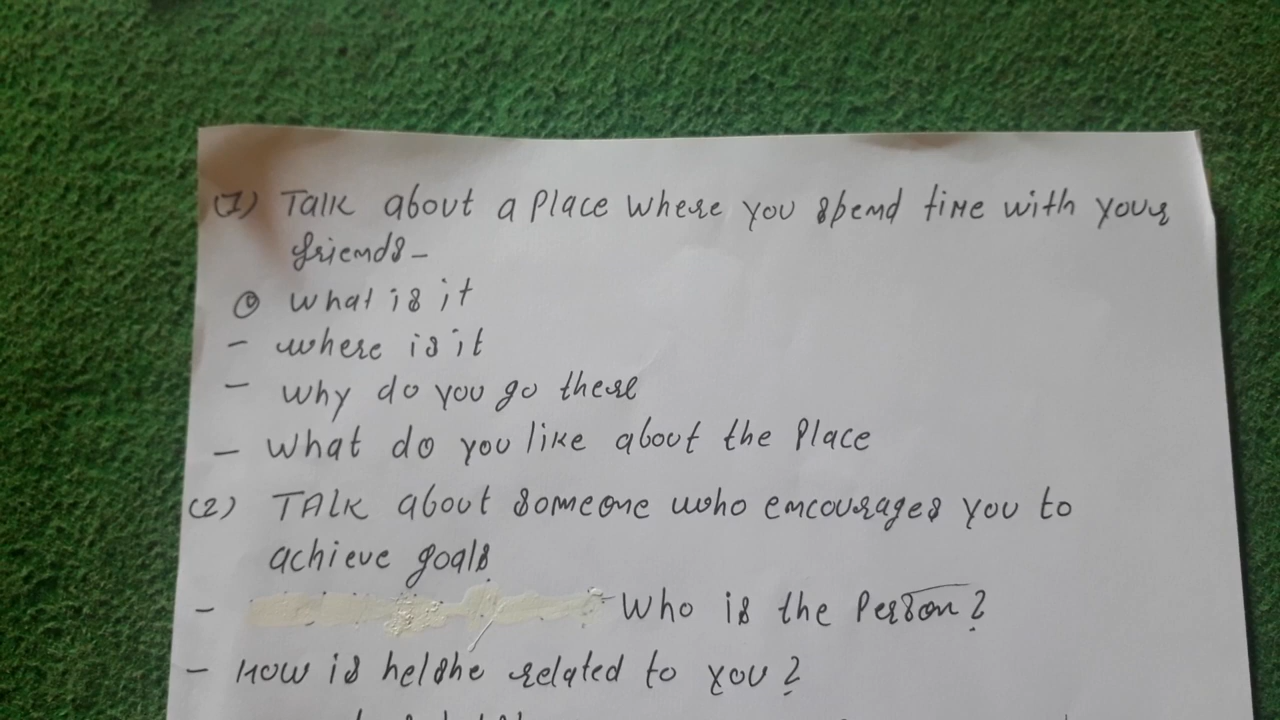 (1) Talk about a Place where you spend time with your
friends-
what is it
- where is it
- why do you go there
- What do you like about the Place
(2) TAlk about someone who encourages you to
achieve goals
- Who is the Person?
- How is he/she related to you?